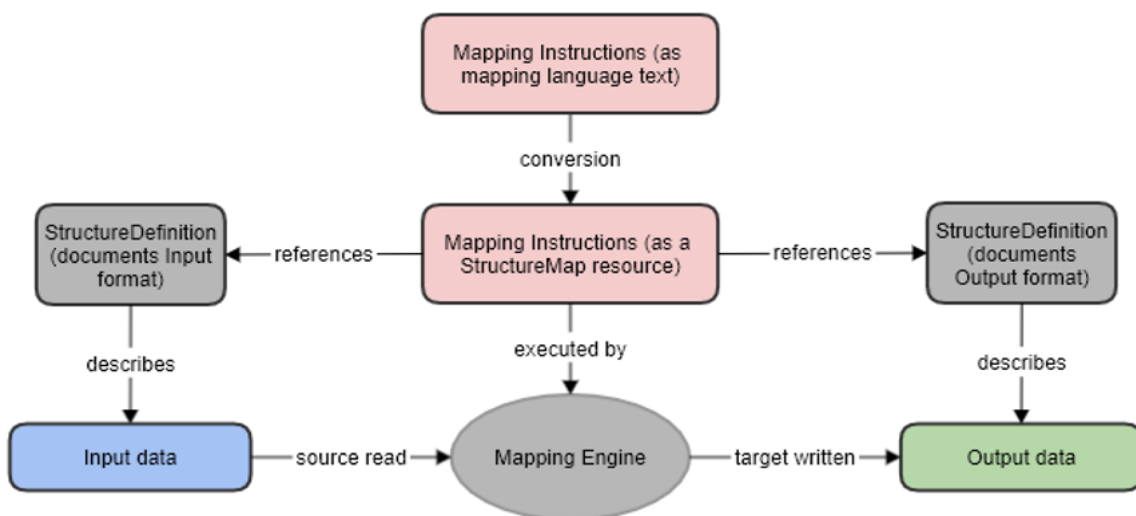 Mapping Instructions (as
mapping language text)
conversion
StructureDefinition
(documents Input
format)
references
Mapping Instructions (as a
StructureMap resource)
references
StructureDefinition
(documents
Output format)
describes
executed by
describes
Input data
source read
Mapping Engine
target written
Output data